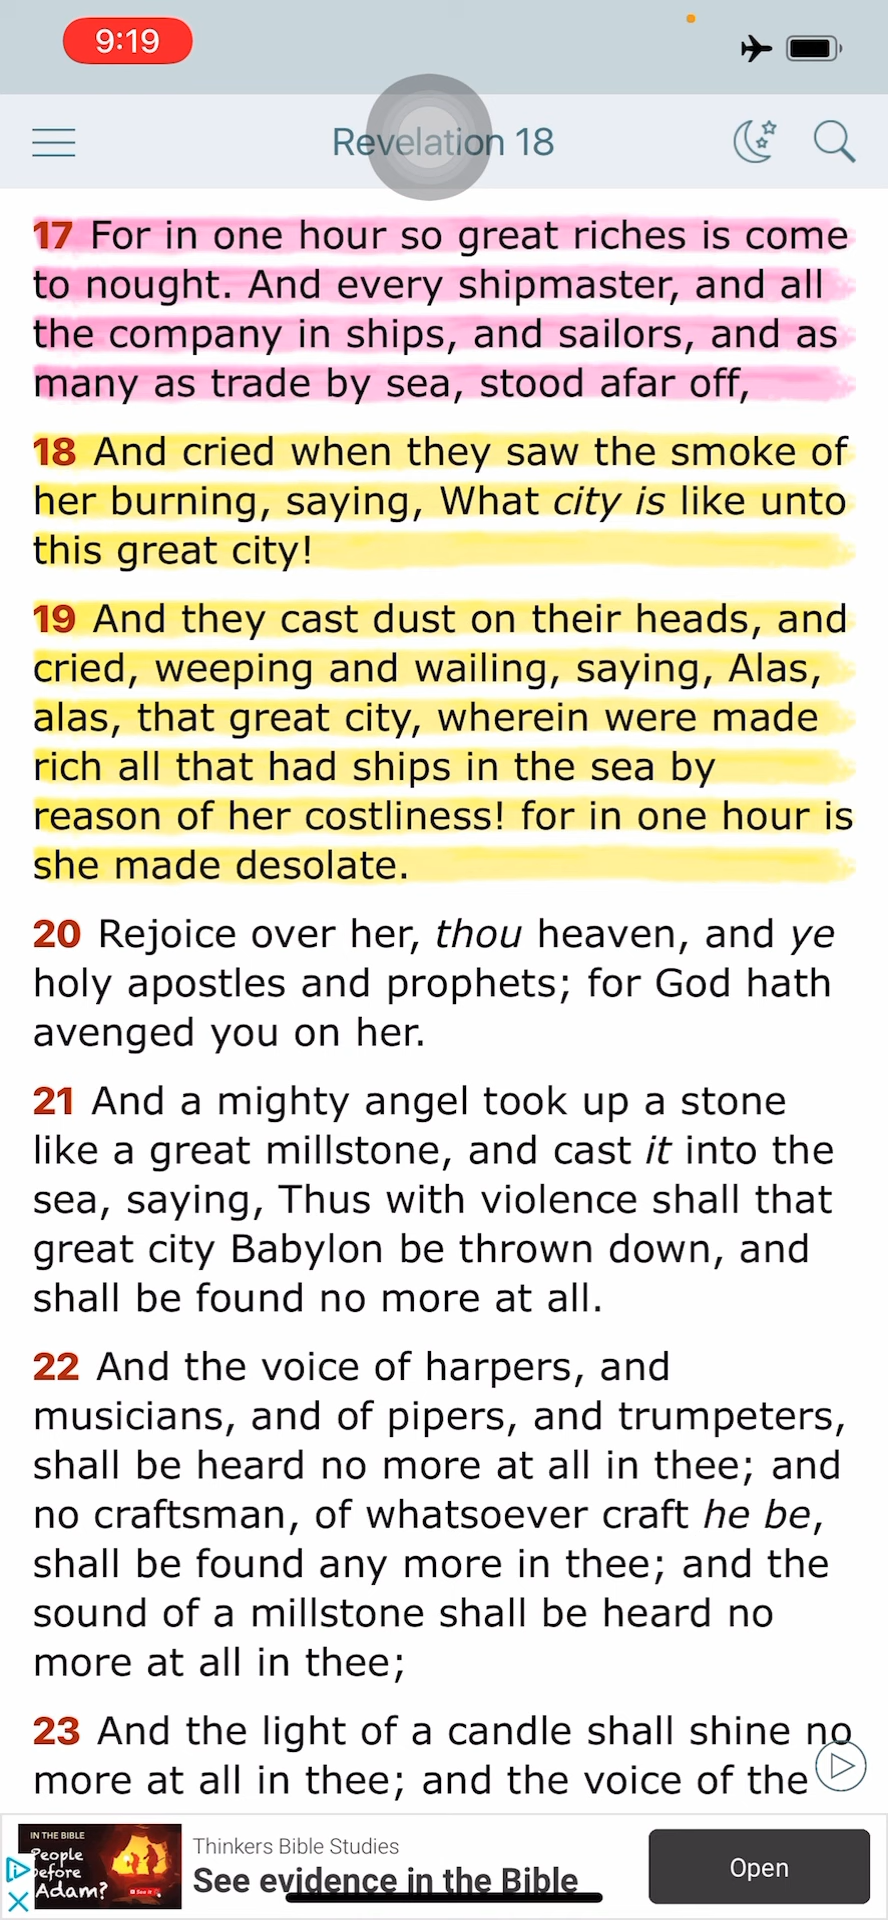 9:19
Revelation 18
17 For in one hour so great riches is come
to nought. And every shipmaster, and all
the company in ships, and sailors, and as
many as trade by sea, stood afar off,
18 And cried when they saw the smoke of
her burning, saying, What city is like unto
this great city!
19 And they cast dust on their heads, and
cried, weeping and wailing, saying, Alas,
alas, that great city, wherein were made
rich all that had ships in the sea by
reason of her costliness! for in one hour is
she made desolate.
20 Rejoice over her, thou heaven, and ye
holy apostles and prophets; for God hath
avenged you on her.
21 And a mighty angel took up a stone
like a great millstone, and cast it into the
sea, saying, Thus with violence shall that
great city Babylon be thrown down, and
shall be found no more at all.
22 And the voice of harpers, and
musicians, and of pipers, and trumpeters,
shall be heard no more at all in thee; and
no craftsman, of whatsoever craft he be,
shall be found any more in thee; and the
sound of a millstone shall be heard no
more at all in thee;
23 And the light of a candle shall shine no
more at all in thee; and the voice of the
IN THE BIBLE
People
before
Adam?
Thinkers Bible Studies
See evidence in the Bible
Open